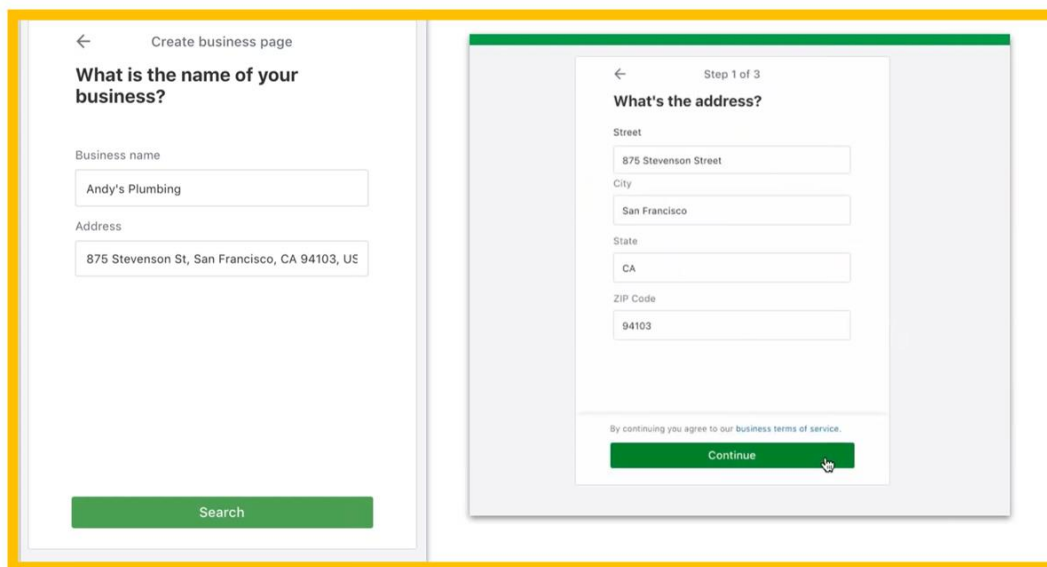 Create business page
What is the name of your
business?
Business name
Andy's Plumbing
Address
875 Stevenson St, San Francisco, CA 94103, US
Search
Step 1 of 3
What's the address?
Street
875 Stevenson Street
City
San Francisco
State
CA
ZIP Code
94103
By continuing you agree to our business terms of service.
Continue